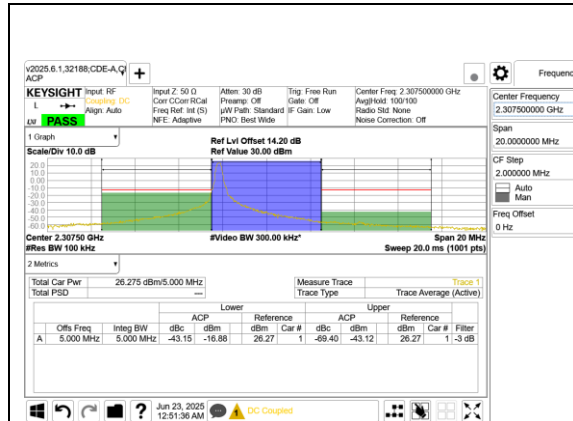 v2025.6.1,32188;CDE-A,C
ACP
Frequenc
KEYSIGHT
L
PASS
Input: RF
Coupling: DC
Align: Auto
Input Z: 50 Ω
Corr CCorr RCal
Freq Ref: Int (S)
NFE: Adaptive
Atten: 30 dB
Preamp: Off
µW Path: Standard
PNO: Best Wide
Trig: Free Run
Gate: Off
IF Gain: Low
Center Freq: 2.307500000 GHz
Avg|Hold: 100/100
Radio Std: None
Noise Correction: Off
Center Frequency
2.307500000 GHz
Span
20.0000000 MHz
CF Step
2.000000 MHz
Auto
Man
Freq Offset
0 Hz
1 Graph
Scale/Div 10.0 dB
Ref Lvl Offset 14.20 dB
Ref Value 30.00 dBm
20.0
10.0
0.00
-10.0
-20.0
-30.0
-40.0
-50.0
-60.0
Center 2.30750 GHz
#Video BW 300.00 kHz*
Span 20 MHz
#Res BW 100 kHz
Sweep 20.0 ms (1001 pts)
2 Metrics
Total Car Pwr 26.275 dBm/5.000 MHz Measure Trace Trace 1
Total PSD --- Trace Type Trace Average (Active)
Lower Upper
ACP Reference ACP Reference
Offs Freq Integ BW dBc dBm dBm Car # dBc dBm dBm Car # Filter
A 5.000 MHz 5.000 MHz -43.15 -16.88 26.27 1 -69.40 -43.12 26.27 1 -3 dB
?
Jun 23, 2025
12:51:36 AM
DC Coupled